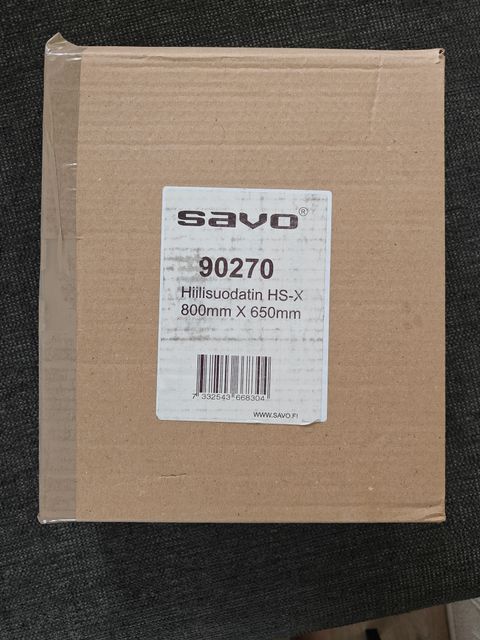 savo®
90270
Hiilisuodatin HS-X
800mm X 650mm
7 332543 668304
WWW.SAVO.FI